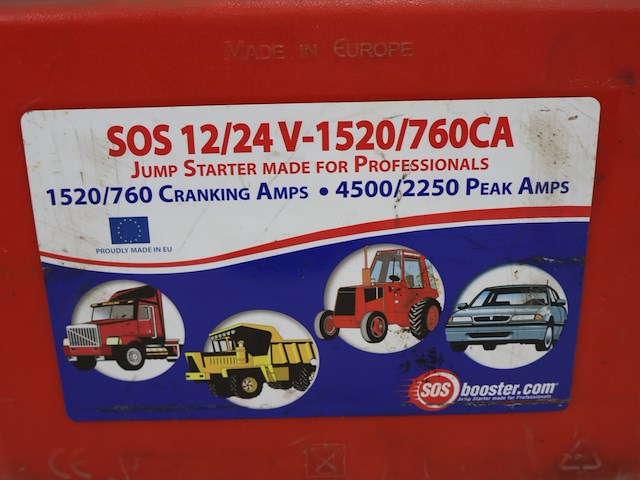 MADE IN EUROPE
SOS 12/24 V-1520/760CA
JUMP STARTER MADE FOR PROFESSIONALS
1520/760 CRANKING AMPS • 4500/2250 PEAK AMPS
PROUDLY MADE IN EU
SOS booster.com
Jump Starter made for Professionals
CE